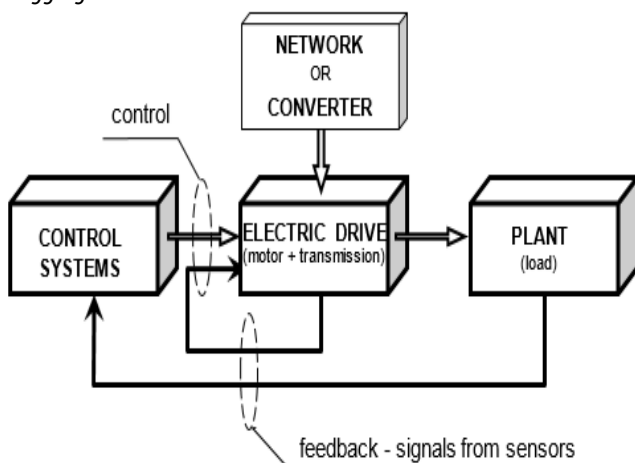 NETWORK
OR
CONVERTER
control
CONTROL
SYSTEMS
ELECTRIC DRIVE
(motor + transmission)
PLANT
(load)
feedback - signals from sensors